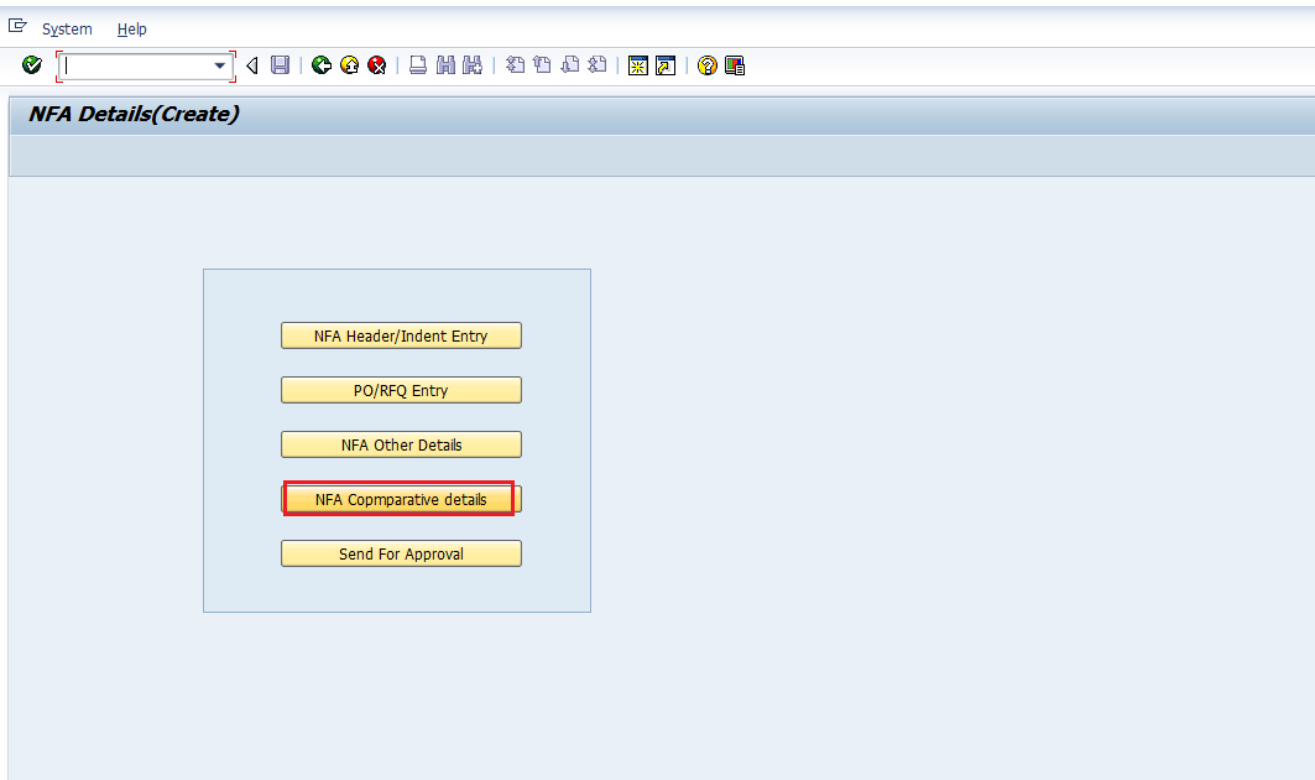 System Help
NFA Details(Create)
NFA Header/Indent Entry
PO/RFQ Entry
NFA Other Details
NFA Copmparative details
Send For Approval